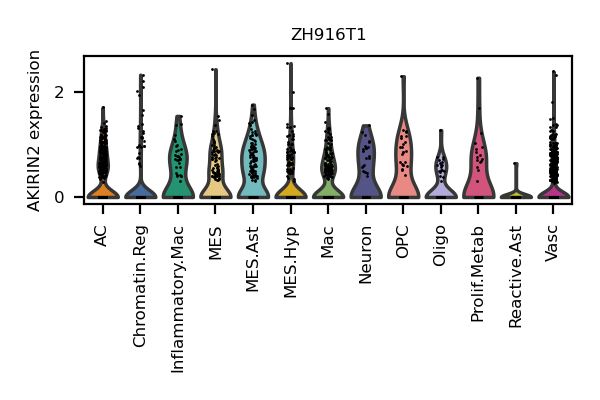 ZH916T1
AKIRIN2 expression
2
0
AC
Chromatin.Reg
Inflammatory.Mac
MES
MES.Ast
MES.Hyp
Mac
Neuron
OPC
Oligo
Prolif.Metab
Reactive.Ast
Vasc